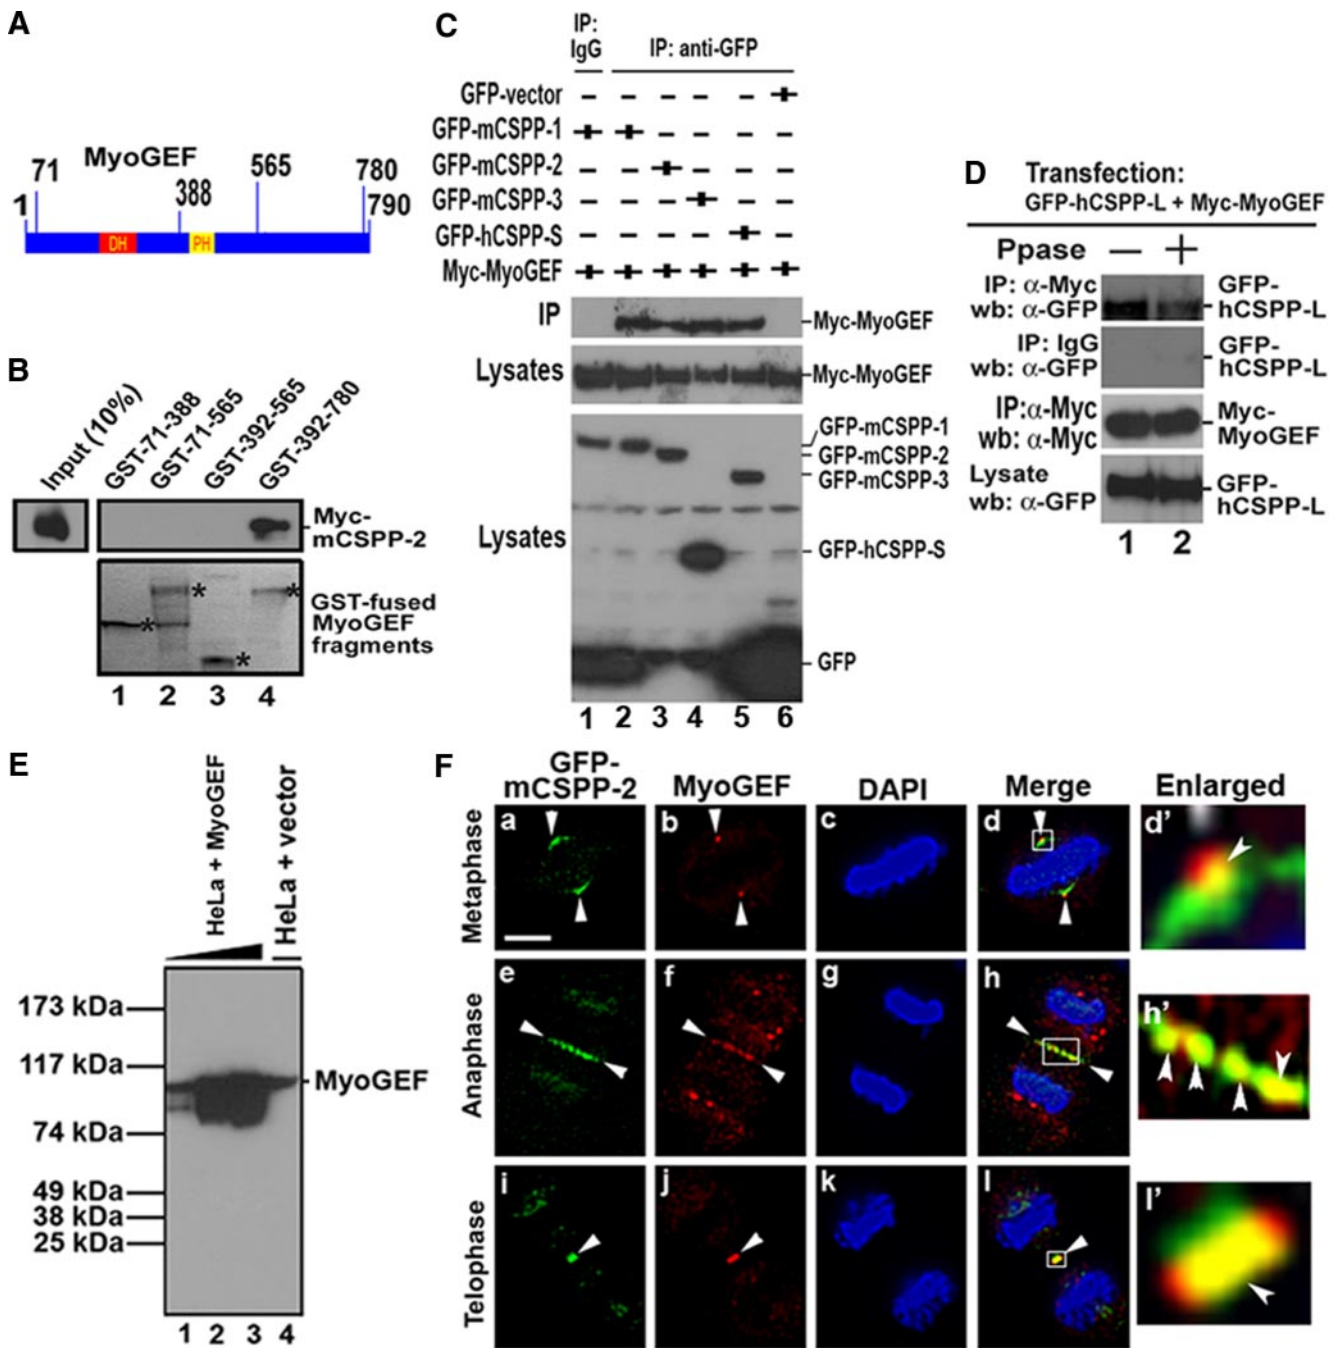 A
MyoGEF
1 71 388 565 780 790
DH PH
B
Input (10%) GST-71-388 GST-71-565 GST-392-565 GST-392-780
Myc-
mCSPP-2
* * * *
GST-fused
MyoGEF
fragments
1 2 3 4
C
IP:
IgG
IP: anti-GFP
GFP-vector – – – – – +
GFP-mCSPP-1 + + – – – –
GFP-mCSPP-2 – – + – – –
GFP-mCSPP-3 – – – + – –
GFP-hCSPP-S – – – – + –
Myc-MyoGEF + + + + + +
IP Myc-MyoGEF
Lysates Myc-MyoGEF
GFP-mCSPP-1
GFP-mCSPP-2
GFP-mCSPP-3
Lysates
GFP-hCSPP-S
GFP
1 2 3 4 5 6
D
Transfection:
GFP-hCSPP-L + Myc-MyoGEF
Ppase — +
IP: α-Myc
wb: α-GFP
GFP-
hCSPP-L
IP: IgG
wb: α-GFP
GFP-
hCSPP-L
IP:α-Myc
wb: α-Myc
Myc-
MyoGEF
Lysate
wb: α-GFP
GFP-
hCSPP-L
1 2
E
HeLa + MyoGEF
HeLa + vector
173 kDa
117 kDa
MyoGEF
74 kDa
49 kDa
38 kDa
25 kDa
1 2 3 4
F
GFP-
mCSPP-2
MyoGEF
DAPI
Merge
Enlarged
Metaphase
a b c d d'
Anaphase
e f g h h'
Telophase
i j k l l'